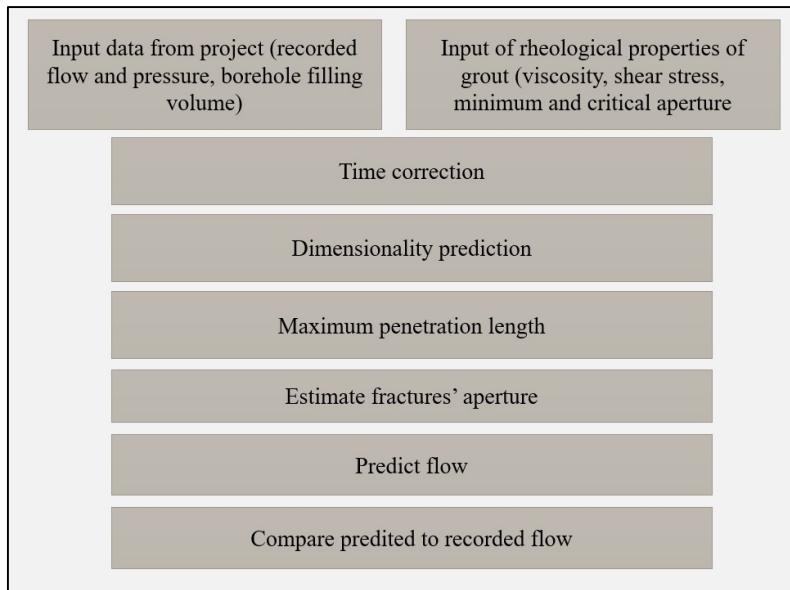 Input data from project (recorded
flow and pressure, borehole filling
volume)
Input of rheological properties of
grout (viscosity, shear stress,
minimum and critical aperture
Time correction
Dimensionality prediction
Maximum penetration length
Estimate fractures’ aperture
Predict flow
Compare predited to recorded flow